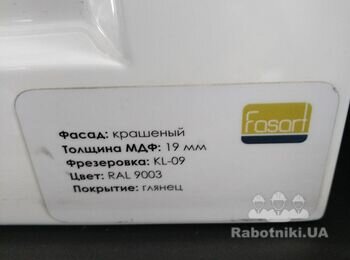 fasart
Фасад: крашеный
Толщина МДФ: 19 мм
Фрезеровка: KL-09
Цвет: RAL 9003
Покрытие: глянец
Rabotniki.UA